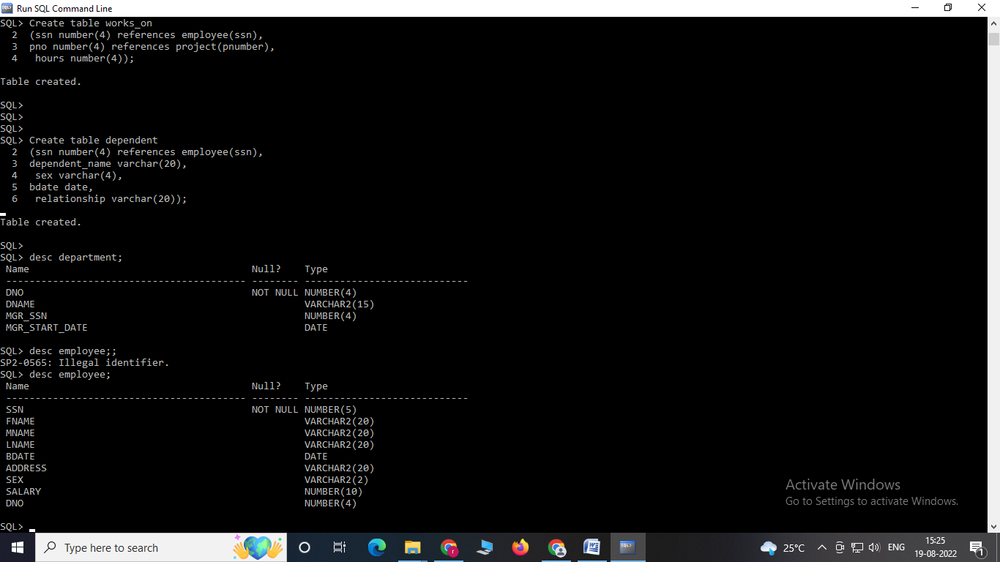 Run SQL Command Line
SQL> Create table works_on
  2  (ssn number(4) references employee(ssn),
  3  pno number(4) references project(pnumber),
  4   hours number(4));
Table created.
SQL>
SQL>
SQL>
SQL> Create table dependent
  2  (ssn number(4) references employee(ssn),
  3  dependent_name varchar(20),
  4   sex varchar(4),
  5  bdate date,
  6   relationship varchar(20));
Table created.
SQL>
SQL> desc department;
 Name                                      Null?    Type
 ----------------------------------------- -------- ----------------------------
 DNO                                       NOT NULL NUMBER(4)
 DNAME                                              VARCHAR2(15)
 MGR_SSN                                            NUMBER(4)
 MGR_START_DATE                                     DATE
SQL> desc employee;;
SP2-0565: Illegal identifier.
SQL> desc employee;
 Name                                      Null?    Type
 ----------------------------------------- -------- ----------------------------
 SSN                                       NOT NULL NUMBER(5)
 FNAME                                              VARCHAR2(20)
 MNAME                                              VARCHAR2(20)
 LNAME                                              VARCHAR2(20)
 BDATE                                              DATE
 ADDRESS                                            VARCHAR2(20)
 SEX                                                VARCHAR2(2)
 SALARY                                             NUMBER(10)
 DNO                                                NUMBER(4)
SQL>
Activate Windows
Go to Settings to activate Windows.
Type here to search
25°C
ENG
15:25
19-08-2022
1